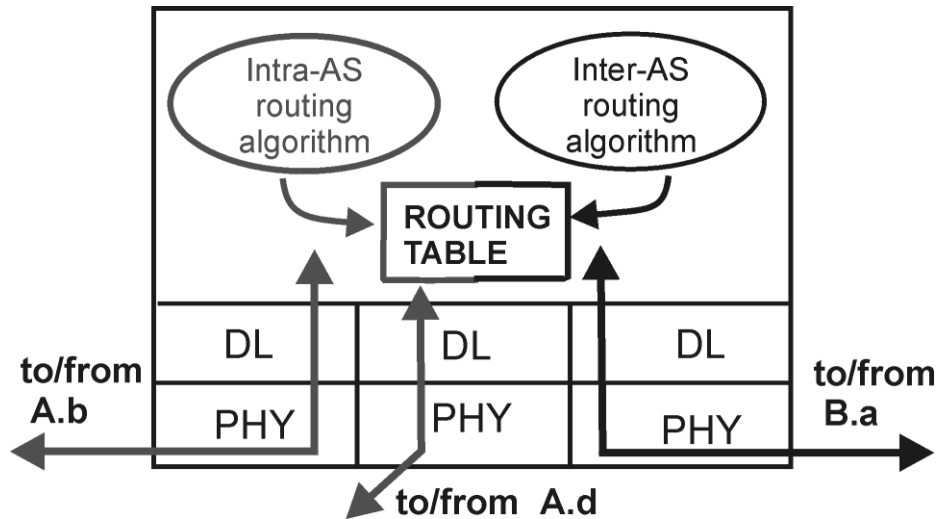 Intra-AS
routing
algorithm
Inter-AS
routing
algorithm
ROUTING
TABLE
DL
DL
DL
to/from
A.b
PHY
PHY
PHY
to/from
B.a
to/from A.d